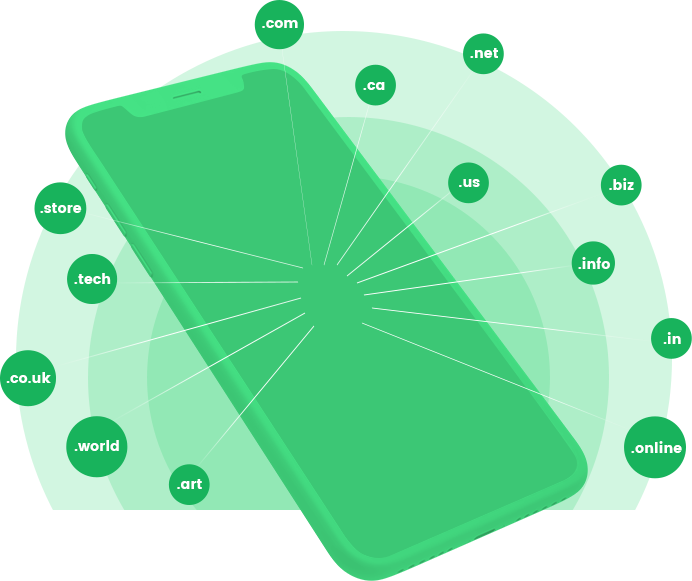 .com
.net
.ca
.us
.biz
.store
.info
.tech
.in
.co.uk
.world
.online
.art